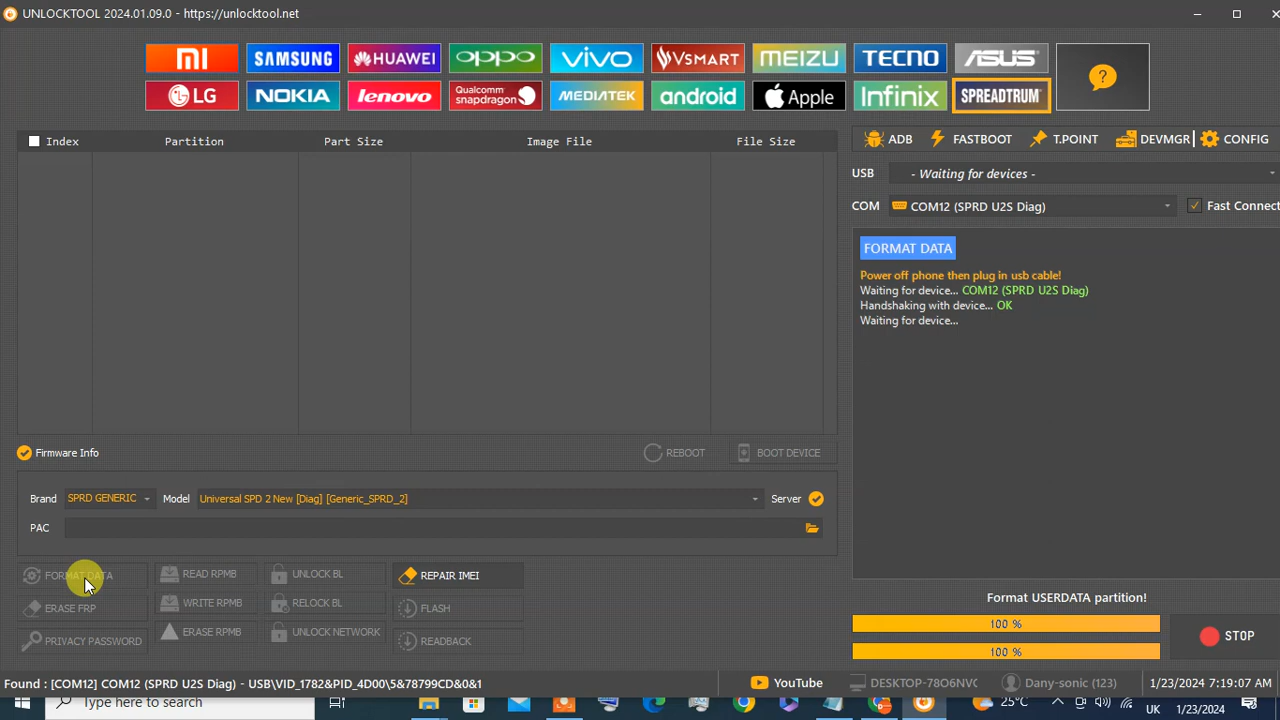 UNLOCKTOOL 2024.01.09.0 - https://unlocktool.net
mi SAMSUNG HUAWEI oppo vivo VSMART MEIZU TECNO ASUS ?
LG NOKIA lenovo Qualcomm snapdragon MEDIATEK android Apple Infinix SPREADTRUM
Index Partition Part Size Image File File Size
ADB FASTBOOT T.POINT DEVMGR CONFIG
USB - Waiting for devices -
COM COM12 (SPRD U2S Diag) Fast Connect
FORMAT DATA
Power off phone then plug in usb cable!
Waiting for device... COM12 (SPRD U2S Diag)
Handshaking with device... OK
Waiting for device...
Firmware Info REBOOT BOOT DEVICE
Brand SPRD GENERIC Model Universal SPD 2 New [Diag] [Generic_SPRD_2] Server
PAC
FORMAT DATA READ RPMB UNLOCK BL REPAIR IMEI
ERASE FRP WRITE RPMB RELOCK BL FLASH
PRIVACY PASSWORD ERASE RPMB UNLOCK NETWORK READBACK
Format USERDATA partition!
100 %
100 %
STOP
Found : [COM12] COM12 (SPRD U2S Diag) - USB\VID_1782&PID_4D00\5&78799CD&0&1
YouTube DESKTOP-78O6NVC Dany-sonic (123) 1/23/2024 7:19:07 AM
Type here to search 25°C UK 1/23/2024